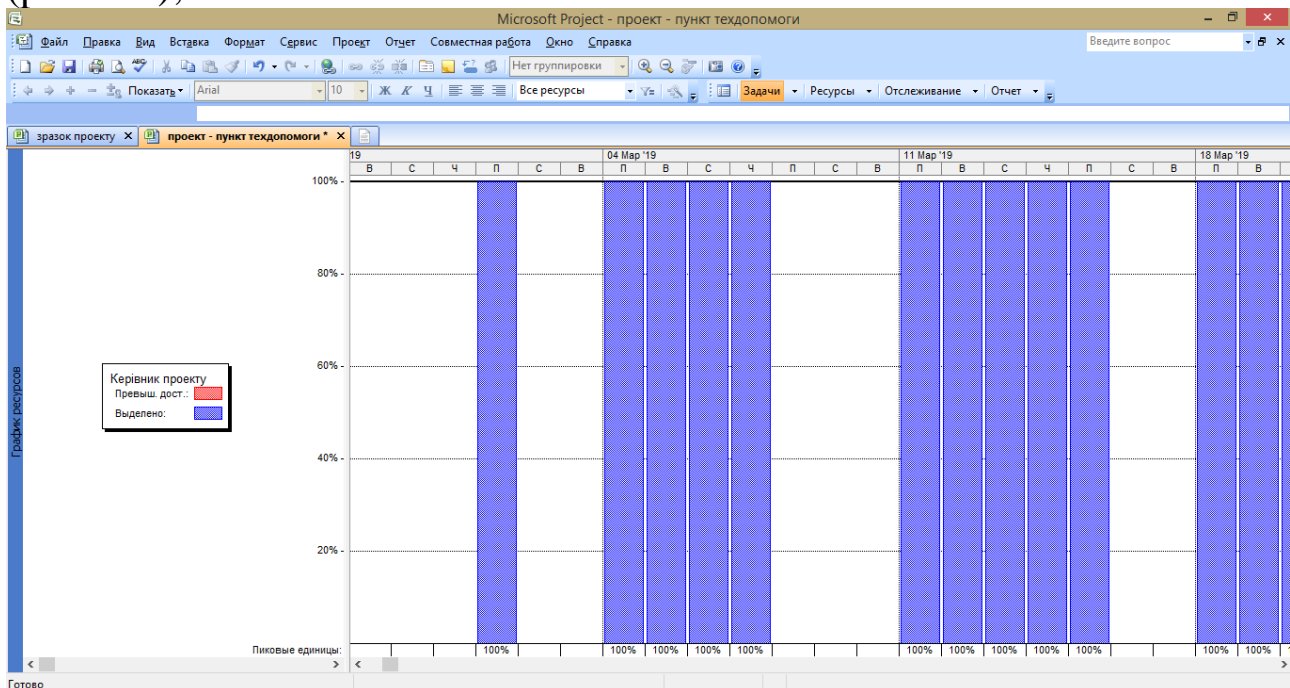 Microsoft Project - проект - пункт техдопомоги
Файл Правка Вид Вставка Формат Сервис Проект Отчет Совместная работа Окно Справка Введите вопрос
Нет группировки
Показать Arial 10 Ж К Ч Все ресурсы Задачи Ресурсы Отслеживание Отчет
зразок проекту проект - пункт техдопомоги *
19 04 Мар '19 11 Мар '19 18 Мар '19
В С Ч П С В П В С Ч П С В П В С Ч П С В П В
100% -
80% -
60% -
Керівник проекту
Превыш. дост.:
Выделено:
График ресурсов
40% -
20% -
Пиковые единицы: 100% 100% 100% 100% 100% 100% 100% 100% 100% 100% 100% 100%
Готово